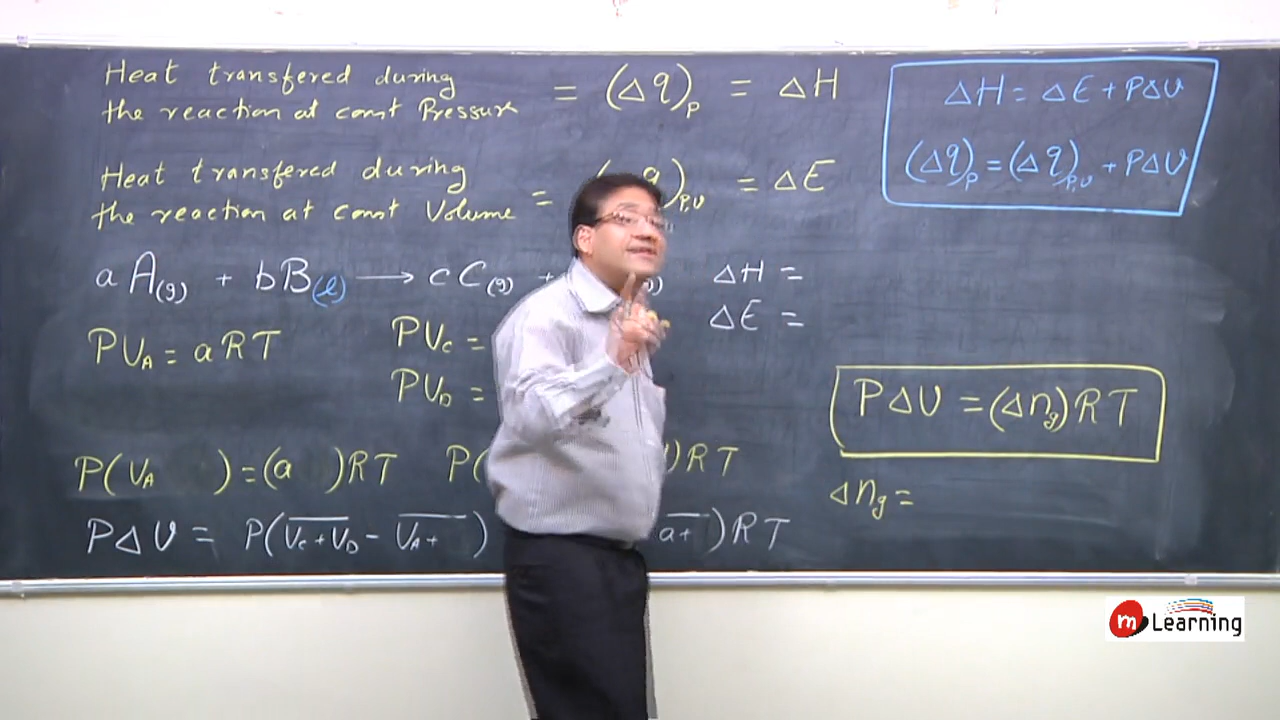 Heat transfered during
the reaction at const Pressure = (Δq)P = ΔH
Heat transfered during
the reaction at const Volume = (q)P,V = ΔE
ΔH = ΔE + PΔV
(Δq)P = (Δq)P,V + PΔV
aA(g) + bB(l) → cC(g) + (g)
ΔH =
ΔE =
PVA = aRT
PVC =
PVD =
PΔV = (Δng)RT
P(VA ) = (a )RT P( )RT
Δng =
PΔV = P(VC+VD - VA+ ) a+ )RT
m Learning